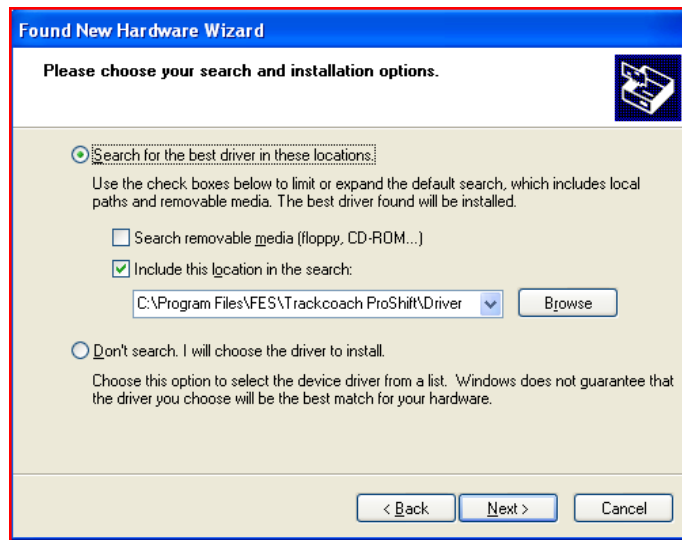 Found New Hardware Wizard
Please choose your search and installation options.
Search for the best driver in these locations.
Use the check boxes below to limit or expand the default search, which includes local
paths and removable media. The best driver found will be installed.
Search removable media (floppy, CD-ROM...)
Include this location in the search:
C:\Program Files\FES\Trackcoach ProShift\Driver
Browse
Don't search. I will choose the driver to install.
Choose this option to select the device driver from a list. Windows does not guarantee that
the driver you choose will be the best match for your hardware.
< Back Next > Cancel